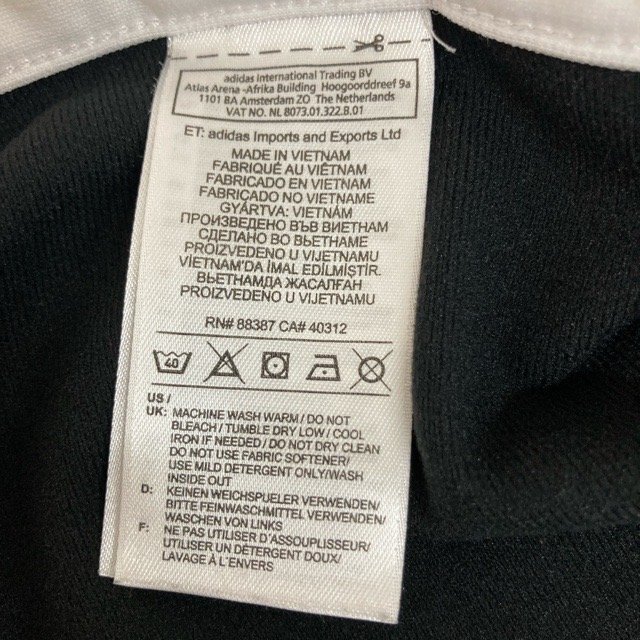 adidas International Trading BV
Atlas Arena -Afrika Building Hoogoorddreef 9a
1101 BA Amsterdam ZO The Netherlands
VAT NO. NL 8073.01.322.B.01
ET: adidas Imports and Exports Ltd
MADE IN VIETNAM
FABRIQUÉ AU VIÊTNAM
FABRICADO EN VIETNAM
FABRICADO NO VIETNAME
GYÁRTVA: VIETNÁM
ПРОИЗВЕДЕНО ВЪВ ВИЕТНАМ
СДЕЛАНО ВО ВЬЕТНАМЕ
PROIZVEDENO U VIJETNAMU
VİETNAM'DA İMAL EDİLMİŞTİR.
ВЬЕТНАМДА ЖАСАЛҒАН
PROIZVEDENO U VIJETNAMU
RN# 88387 CA# 40312
40
US /
UK: MACHINE WASH WARM / DO NOT
BLEACH / TUMBLE DRY LOW / COOL
IRON IF NEEDED / DO NOT DRY CLEAN
DO NOT USE FABRIC SOFTENER/
USE MILD DETERGENT ONLY/WASH
INSIDE OUT
D: KEINEN WEICHSPUELER VERWENDEN/
BITTE FEINWASCHMITTEL VERWENDEN/
WASCHEN VON LINKS
F: NE PAS UTILISER D'ASSOUPLISSEUR/
UTILISER UN DÉTERGENT DOUX/
LAVAGE À L'ENVERS